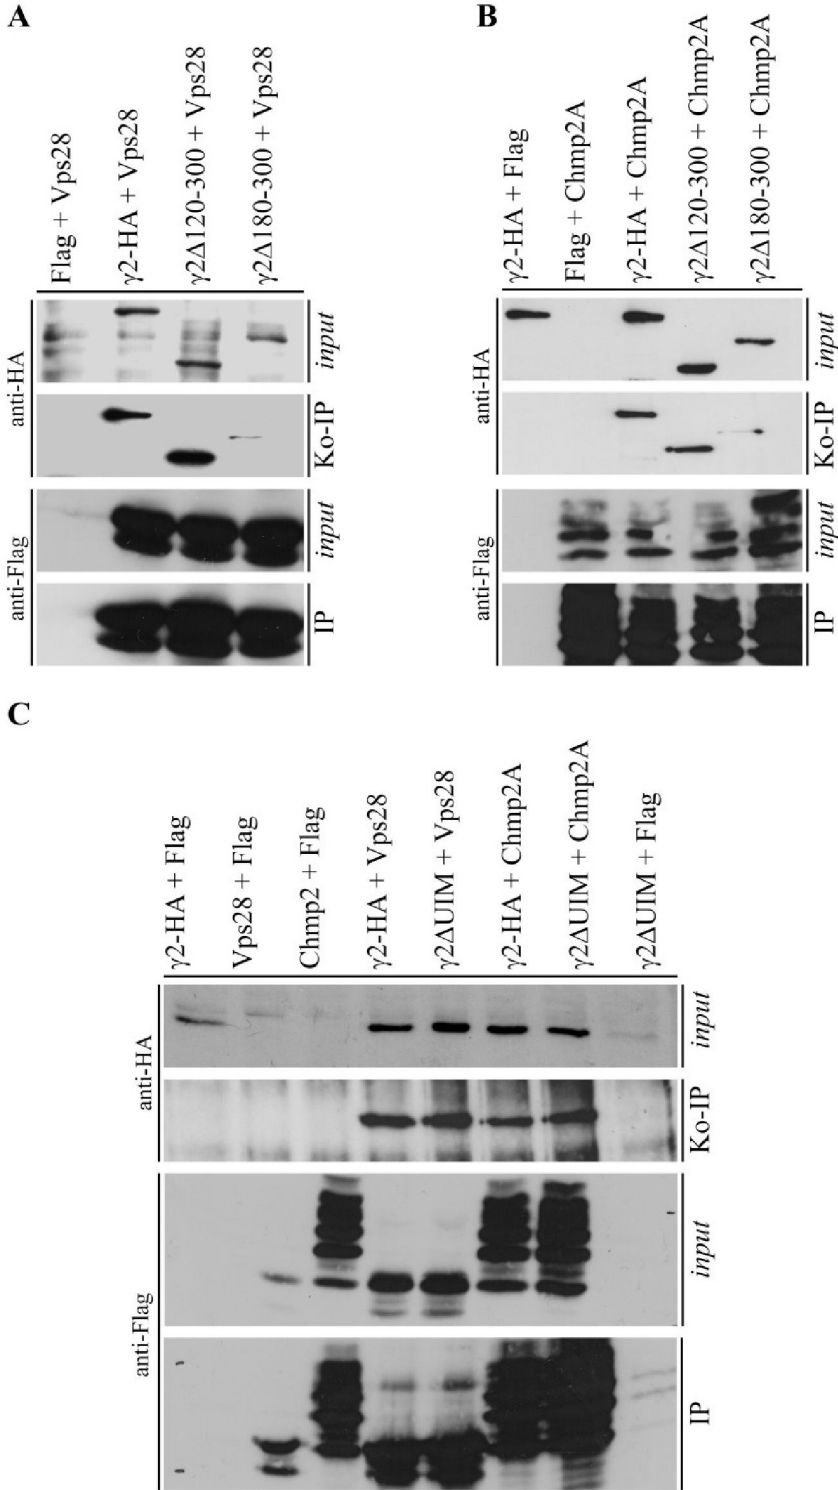 A
Flag + Vps28
γ2-HA + Vps28
γ2Δ120-300 + Vps28
γ2Δ180-300 + Vps28
anti-HA
input
Ko-IP
anti-Flag
input
IP
B
γ2-HA + Flag
Flag + Chmp2A
γ2-HA + Chmp2A
γ2Δ120-300 + Chmp2A
γ2Δ180-300 + Chmp2A
anti-HA
input
Ko-IP
anti-Flag
input
IP
C
γ2-HA + Flag
Vps28 + Flag
Chmp2 + Flag
γ2-HA + Vps28
γ2ΔUIM + Vps28
γ2-HA + Chmp2A
γ2ΔUIM + Chmp2A
γ2ΔUIM + Flag
anti-HA
input
Ko-IP
anti-Flag
input
IP